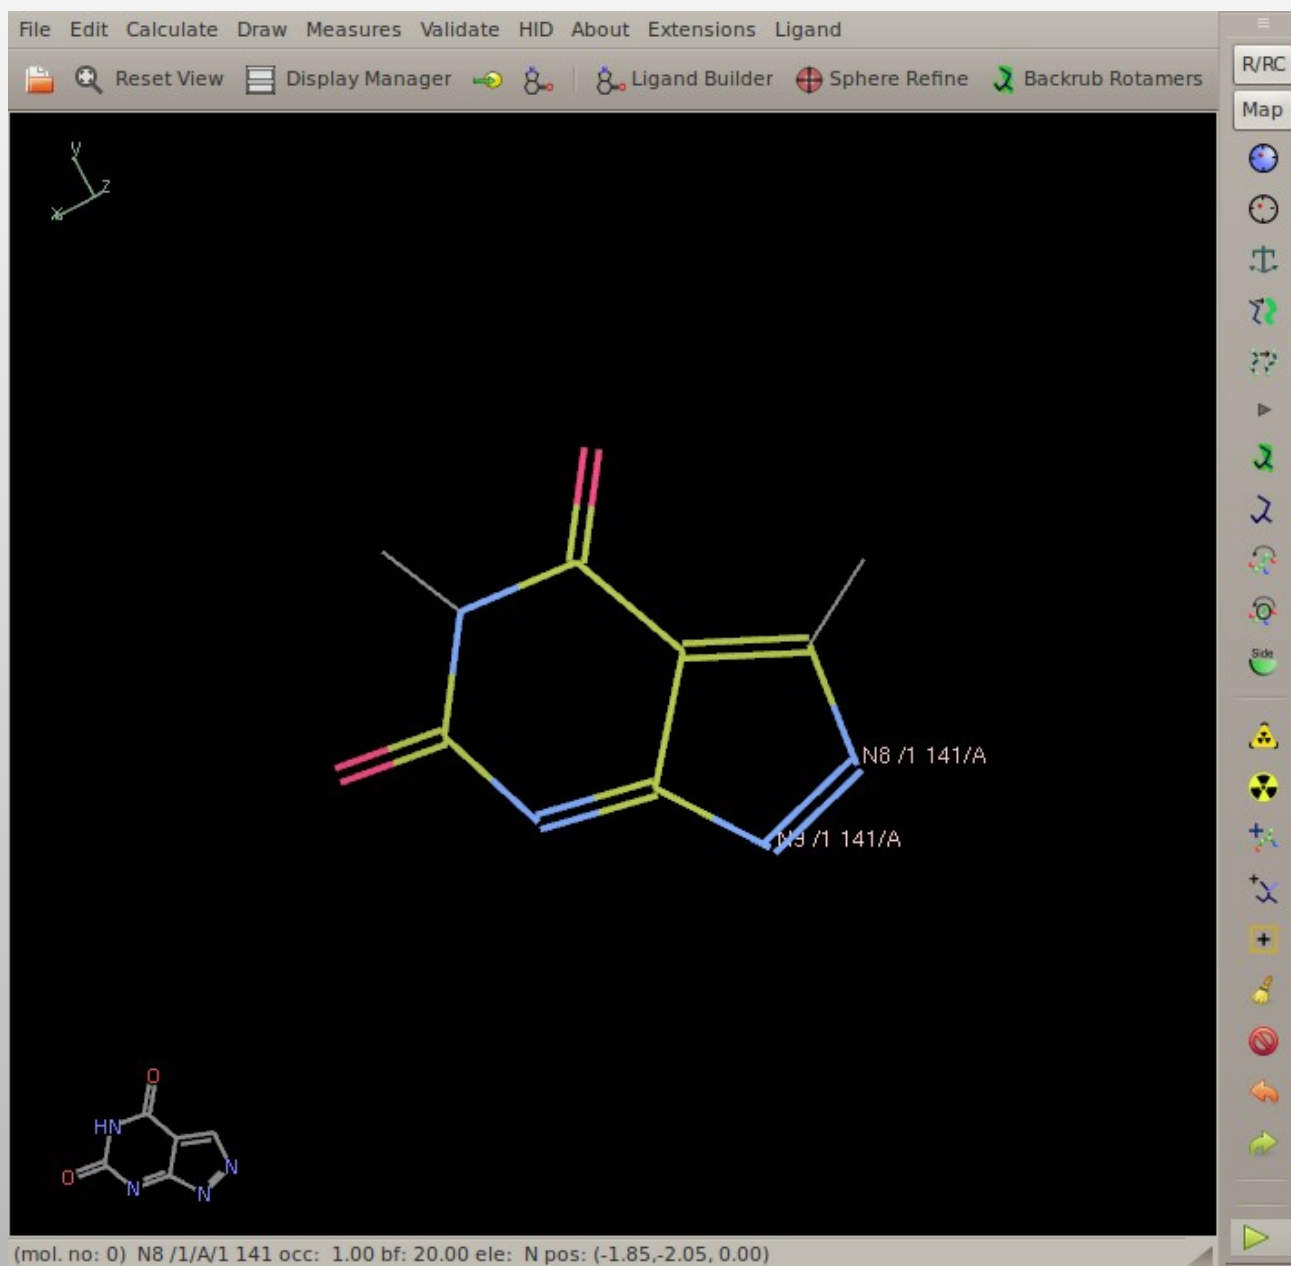 File Edit Calculate Draw Measures Validate HID About Extensions Ligand
Reset View Display Manager Ligand Builder Sphere Refine Backrub Rotamers
R/RC
Map
y
z
x
Side
N8 /1 141/A
N9 /1 141/A
O
HN
O
N
N
N
(mol. no: 0) N8 /1/A/1 141 occ: 1.00 bf: 20.00 ele: N pos: (-1.85,-2.05, 0.00)